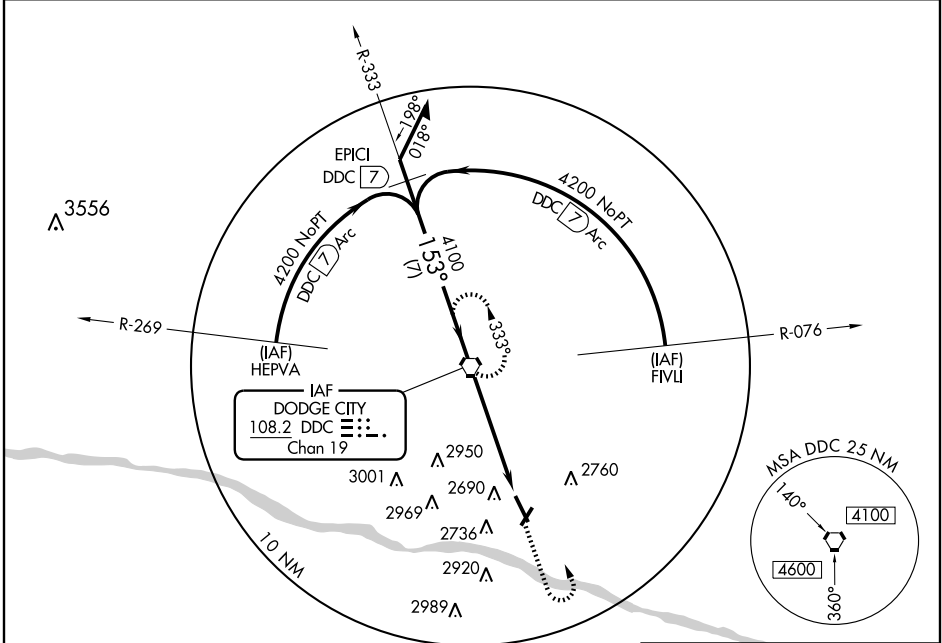 R-333
198°
018°
EPICI
DDC 7
3556
4200 NoPT
DDC 7 Arc
4200 NoPT
DDC 7 Arc
4100
153°
(7)
333°
R-269
(IAF)
HEPVA
R-076
(IAF)
FIVLI
IAF
DODGE CITY
108.2 DDC
Chan 19
2950
3001
2690
2760
2969
2736
2920
2989
10 NM
MSA DDC 25 NM
140°
4100
4600
360°